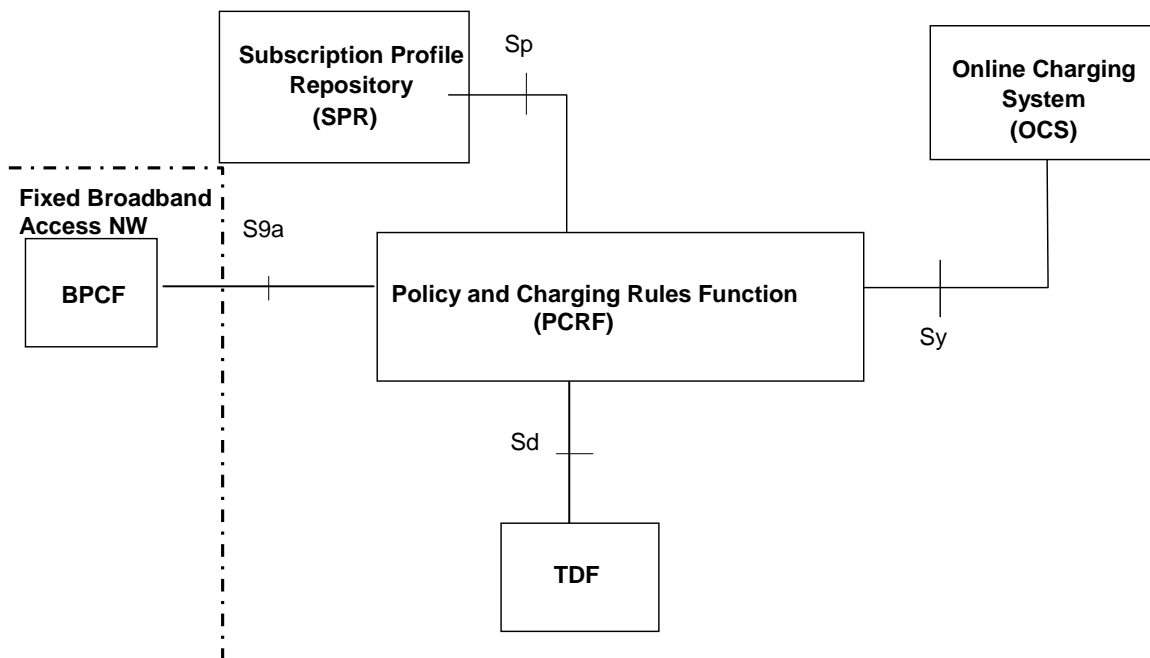 Sp
Subscription Profile
Repository
(SPR)
Online Charging
System
(OCS)
Fixed Broadband
Access NW
S9a
BPCF
Policy and Charging Rules Function
(PCRF)
Sy
Sd
TDF